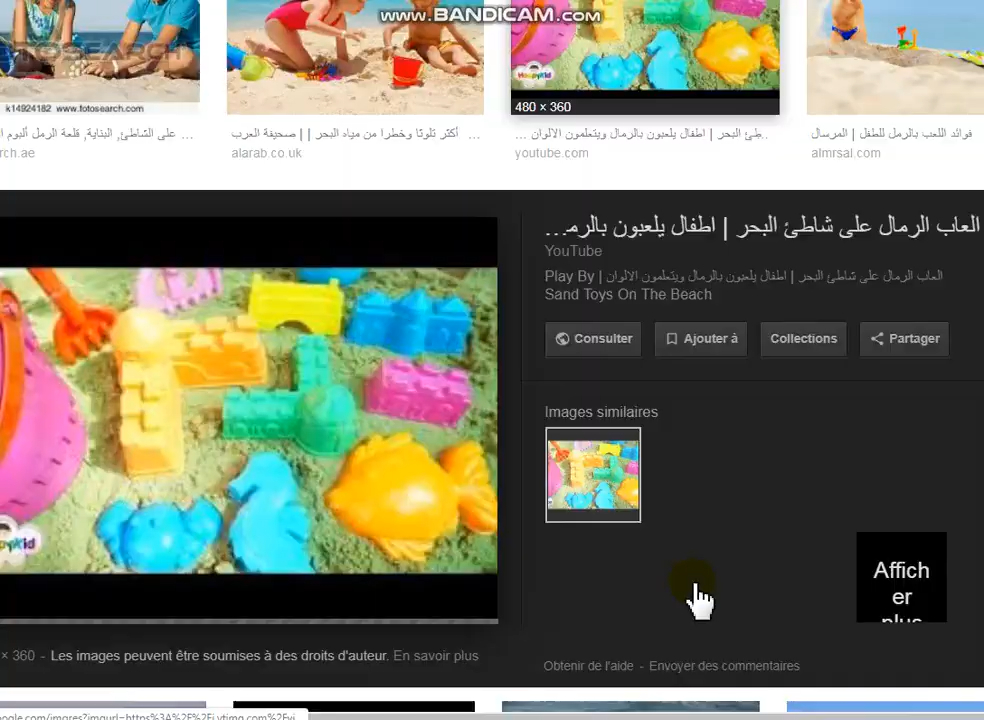 www.BANDICAM.com
FOTOSEARCH
k14924182 www.fotosearch.com
HooplaKid
480 × 360
على الشاطئ, البناية, قلعة الرمل ألبوم ا ...
أكثر تلوثا وخطرا من مياه البحر | | صحيفة العرب ...
طئ البحر | اطفال يلعبون بالرمال ويتعلمون الالوان ...
فوائد اللعب بالرمل للطفل | المرسال
rch.ae
alarab.co.uk
youtube.com
almrsal.com
العاب الرمال على شاطئ البحر | اطفال يلعبون بالرم...
YouTube
Play By | العاب الرمال على شاطئ البحر | اطفال يلعبون بالرمال ويتعلمون الالوان
Sand Toys On The Beach
Consulter
Ajouter à
Collections
Partager
Images similaires
Affich
er
plus
× 360 - Les images peuvent être soumises à des droits d'auteur. En savoir plus
Obtenir de l'aide - Envoyer des commentaires